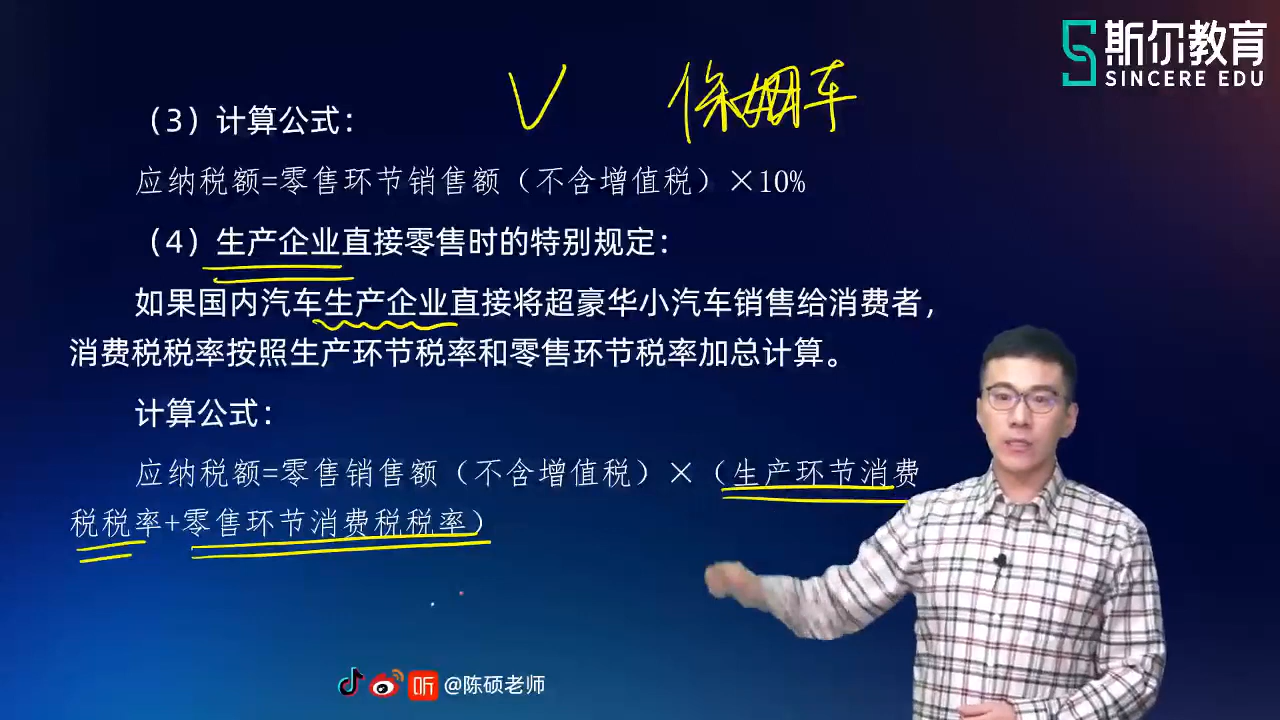 斯尔教育
SINCERE EDU
V 保姆车
（3）计算公式：
应纳税额=零售环节销售额（不含增值税）×10%
（4）生产企业直接零售时的特别规定：
如果国内汽车生产企业直接将超豪华小汽车销售给消费者，
消费税税率按照生产环节税率和零售环节税率加总计算。
计算公式：
应纳税额=零售销售额（不含增值税）×（生产环节消费
税税率+零售环节消费税税率）
听 @陈硕老师